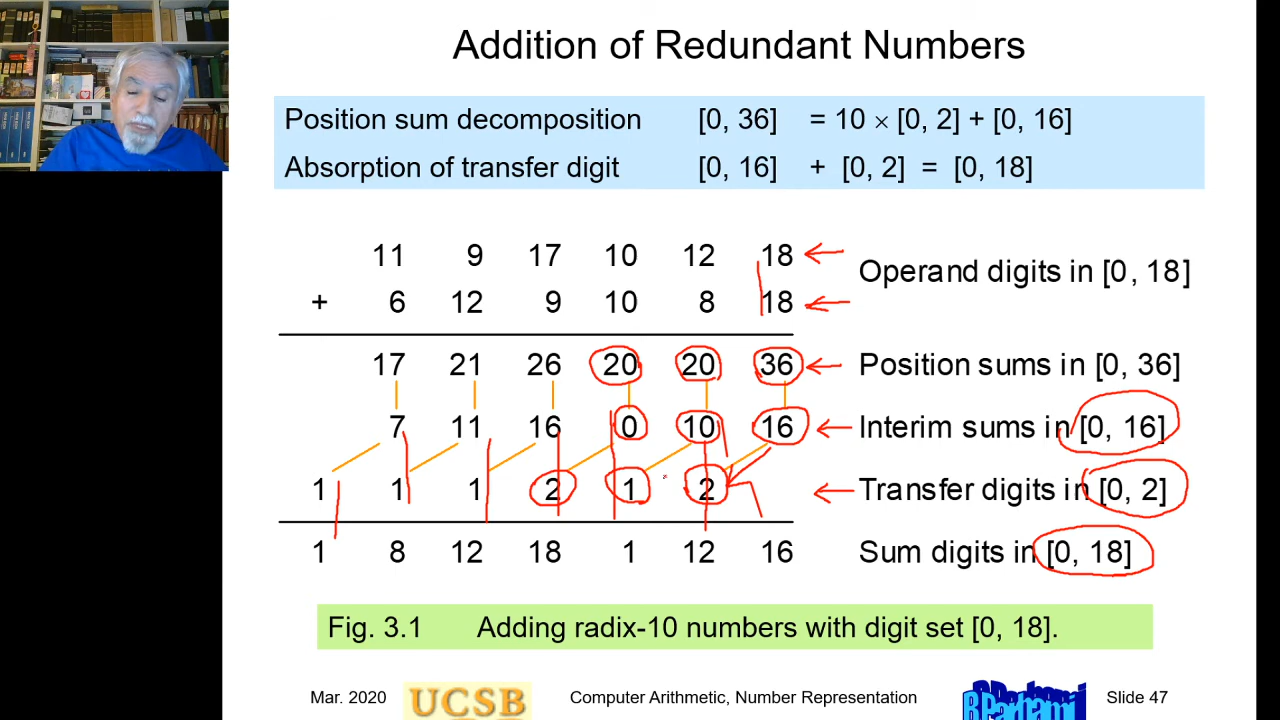 Addition of Redundant Numbers
Position sum decomposition [0, 36] = 10 × [0, 2] + [0, 16]
Absorption of transfer digit [0, 16] + [0, 2] = [0, 18]
11 9 17 10 12 18
Operand digits in [0, 18]
+ 6 12 9 10 8 18
17 21 26 20 20 36 Position sums in [0, 36]
7 11 16 0 10 16 Interim sums in [0, 16]
1 1 1 2 1 2 Transfer digits in [0, 2]
1 8 12 18 1 12 16 Sum digits in [0, 18]
Fig. 3.1 Adding radix-10 numbers with digit set [0, 18].
Mar. 2020 UCSB Computer Arithmetic, Number Representation B. Parhami Slide 47